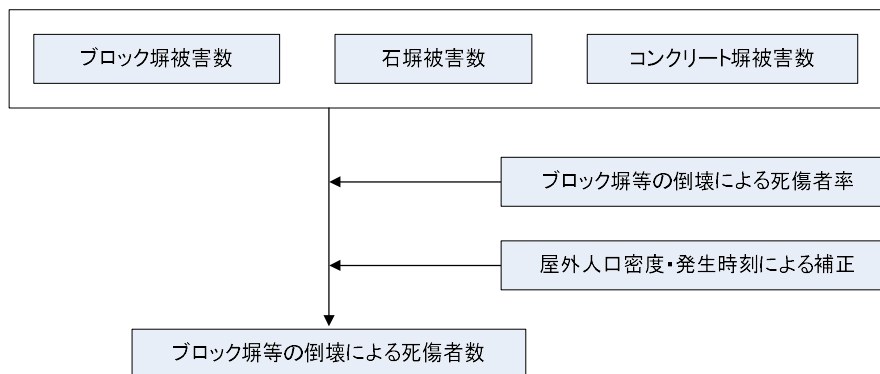 ブロック塀被害数
石塀被害数
コンクリート塀被害数
ブロック塀等の倒壊による死傷者率
屋外人口密度・発生時刻による補正
ブロック塀等の倒壊による死傷者数